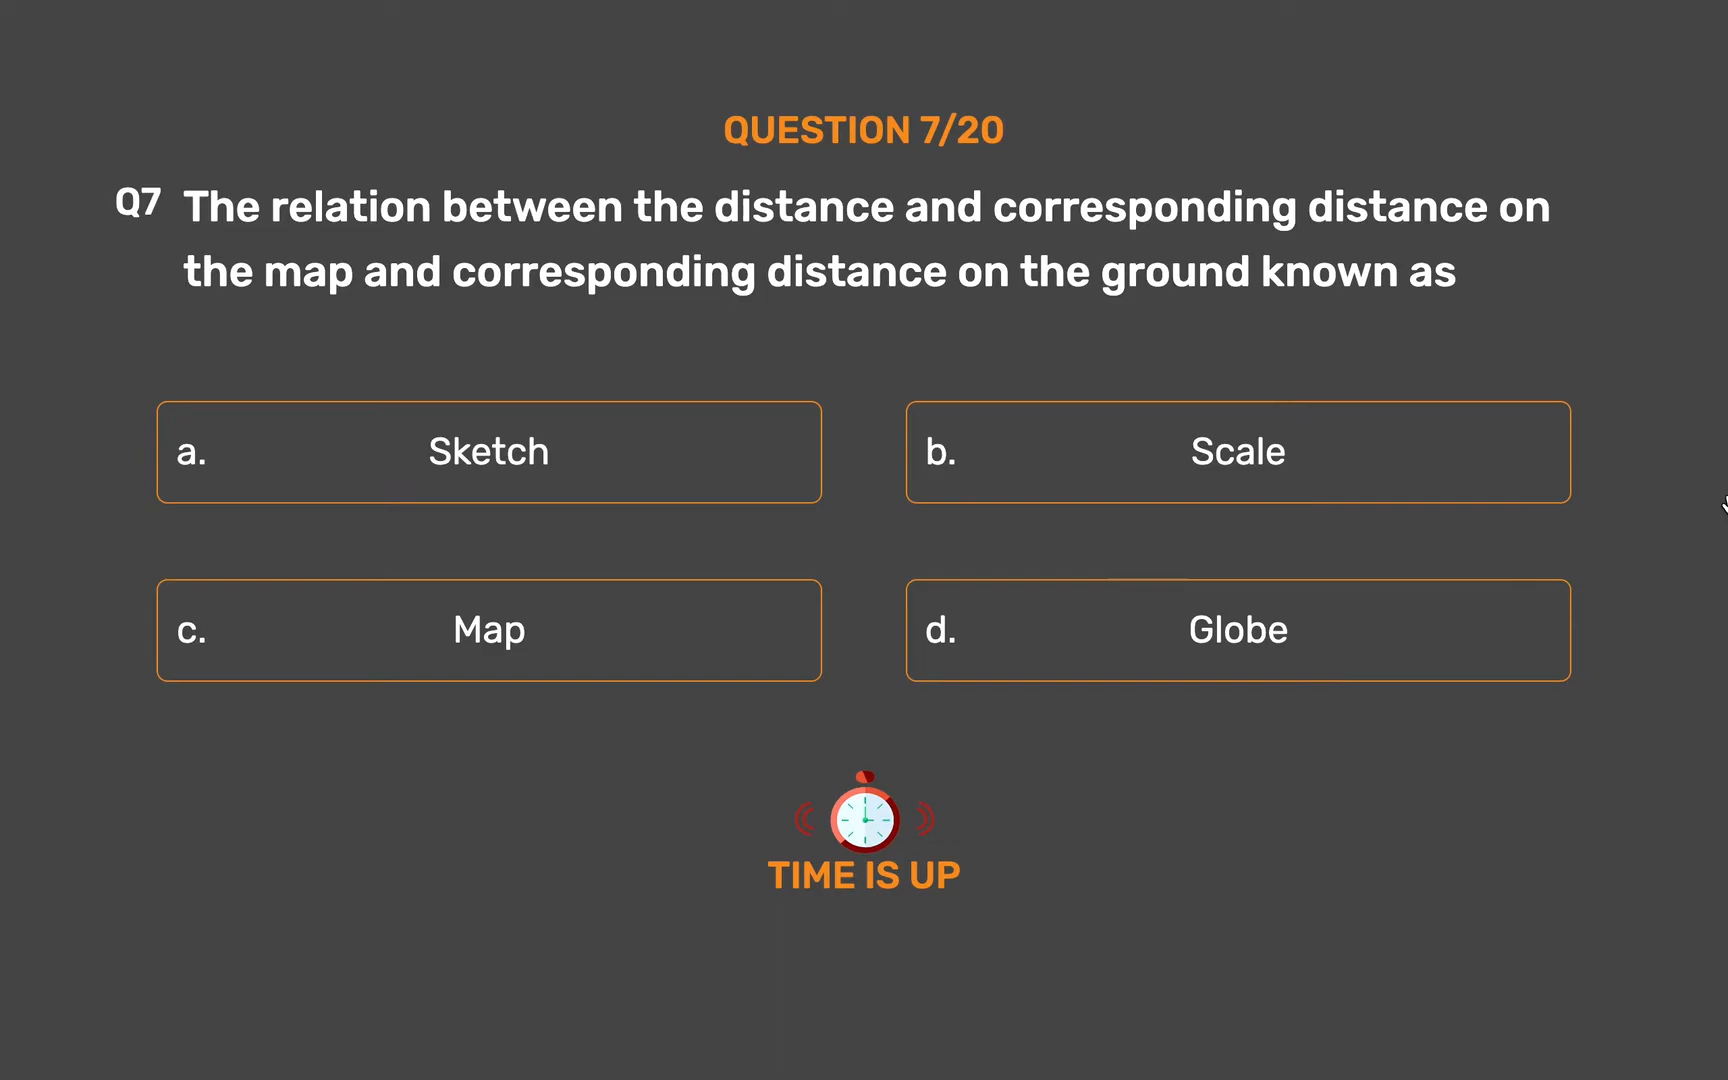 QUESTION 7/20
Q7 The relation between the distance and corresponding distance on
the map and corresponding distance on the ground known as
a. Sketch
b. Scale
c. Map
d. Globe
TIME IS UP